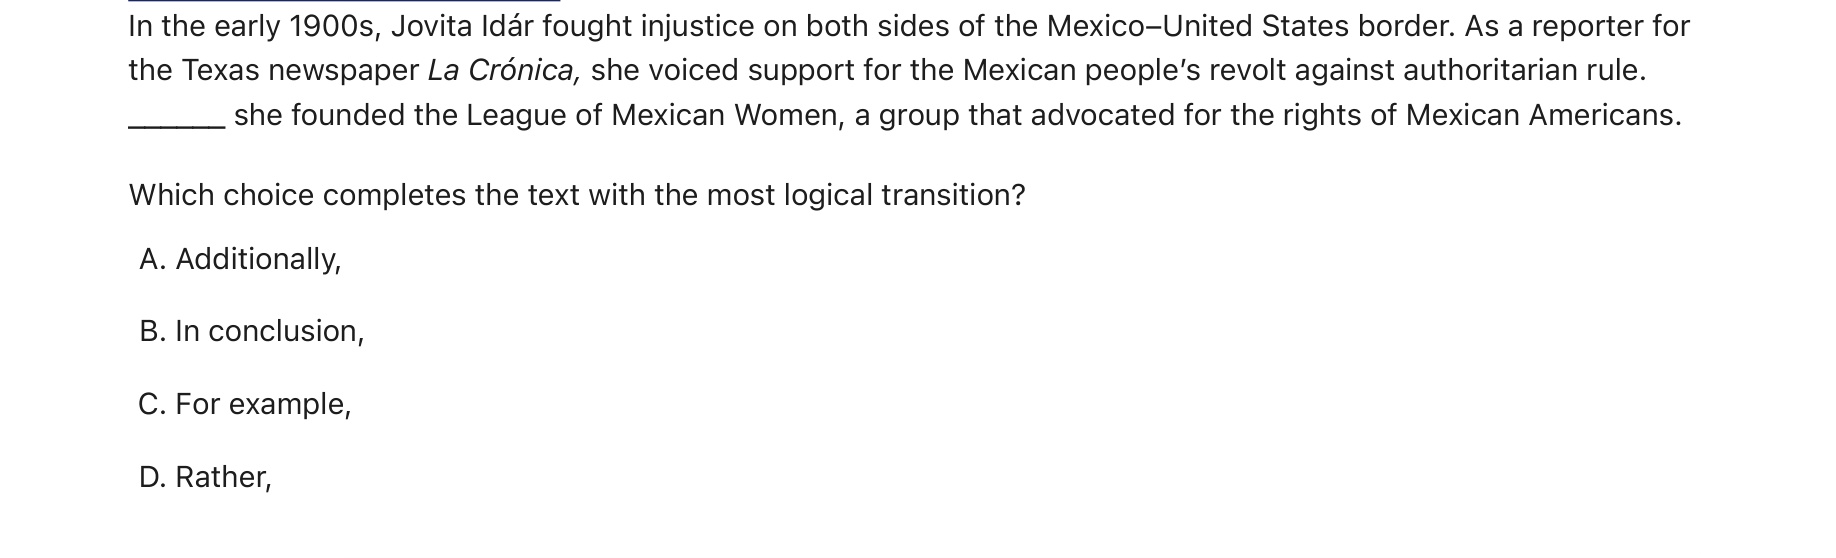 In the early 1900s, Jovita Idár fought injustice on both sides of the Mexico–United States border. As a reporter for
the Texas newspaper La Crónica, she voiced support for the Mexican people’s revolt against authoritarian rule.
______ she founded the League of Mexican Women, a group that advocated for the rights of Mexican Americans.
Which choice completes the text with the most logical transition?
A. Additionally,
B. In conclusion,
C. For example,
D. Rather,